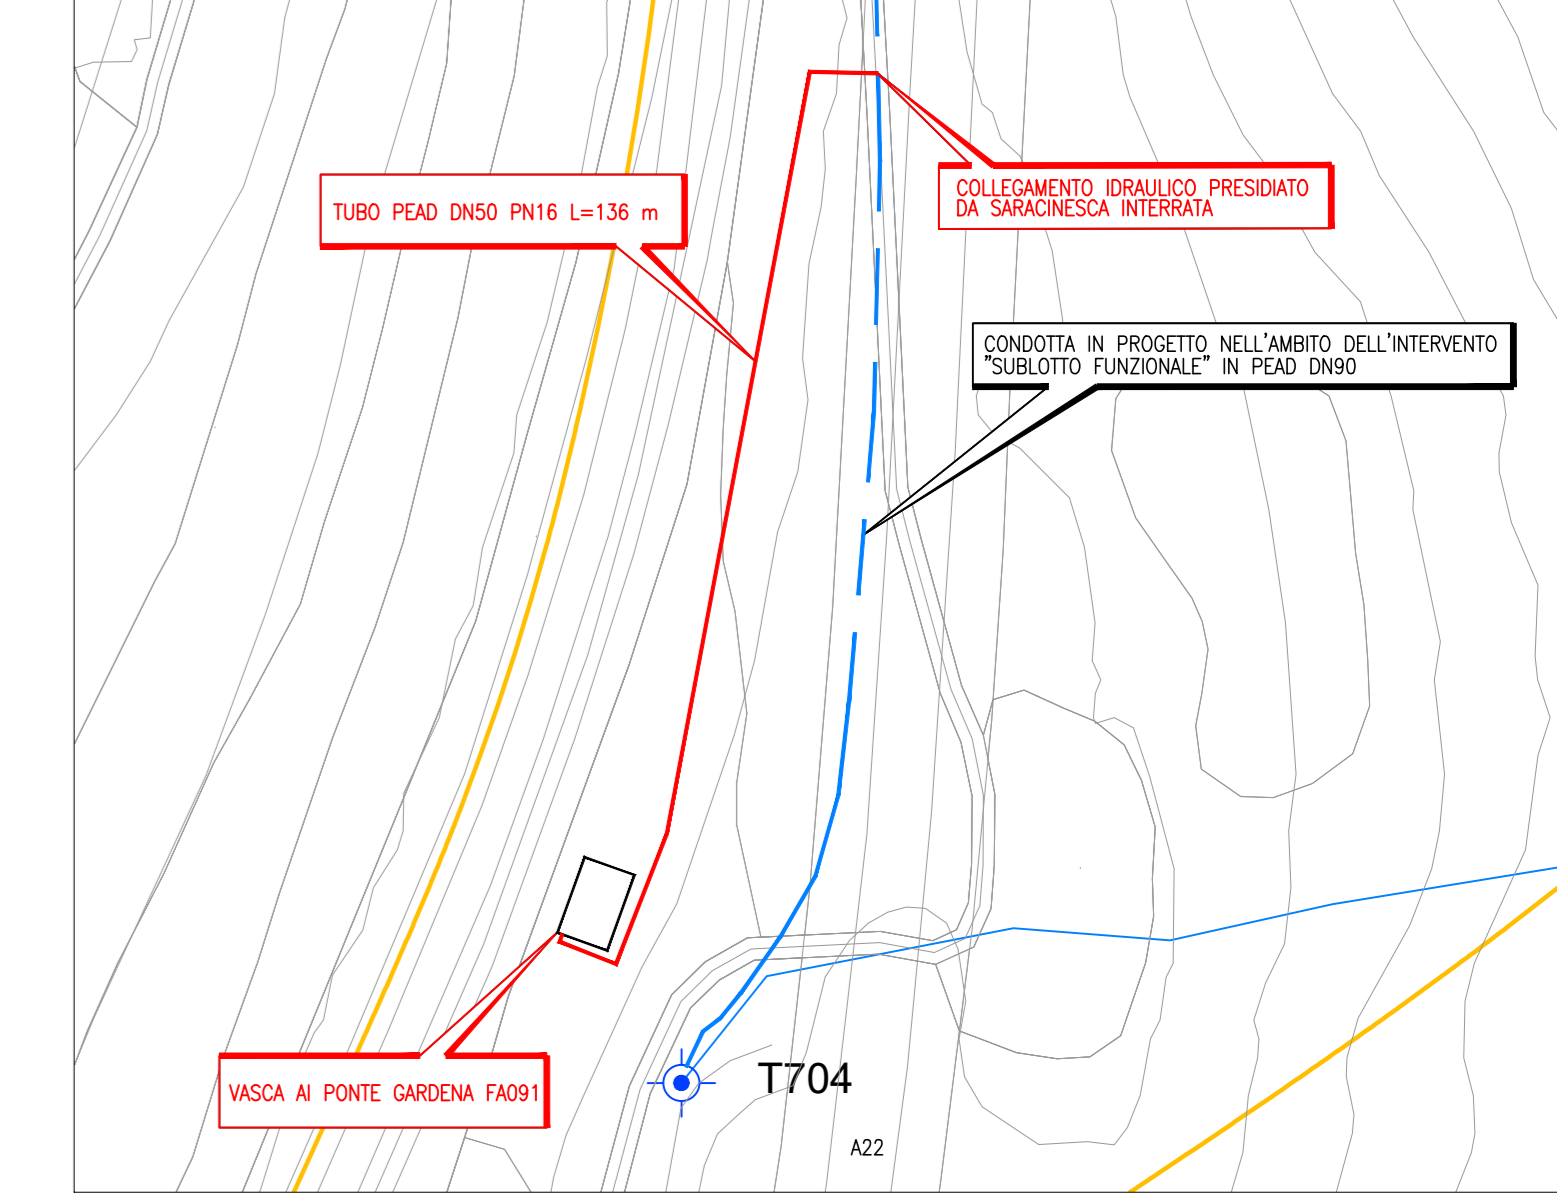 TUBO PEAD DN50 PN16 L=136 m
COLLEGAMENTO IDRAULICO PRESIDIATO
DA SARACINESCA INTERRATA
CONDOTTA IN PROGETTO NELL'AMBITO DELL'INTERVENTO
"SUBLOTTO FUNZIONALE" IN PEAD DN90
VASCA AI PONTE GARDENA FA091
T704
A22